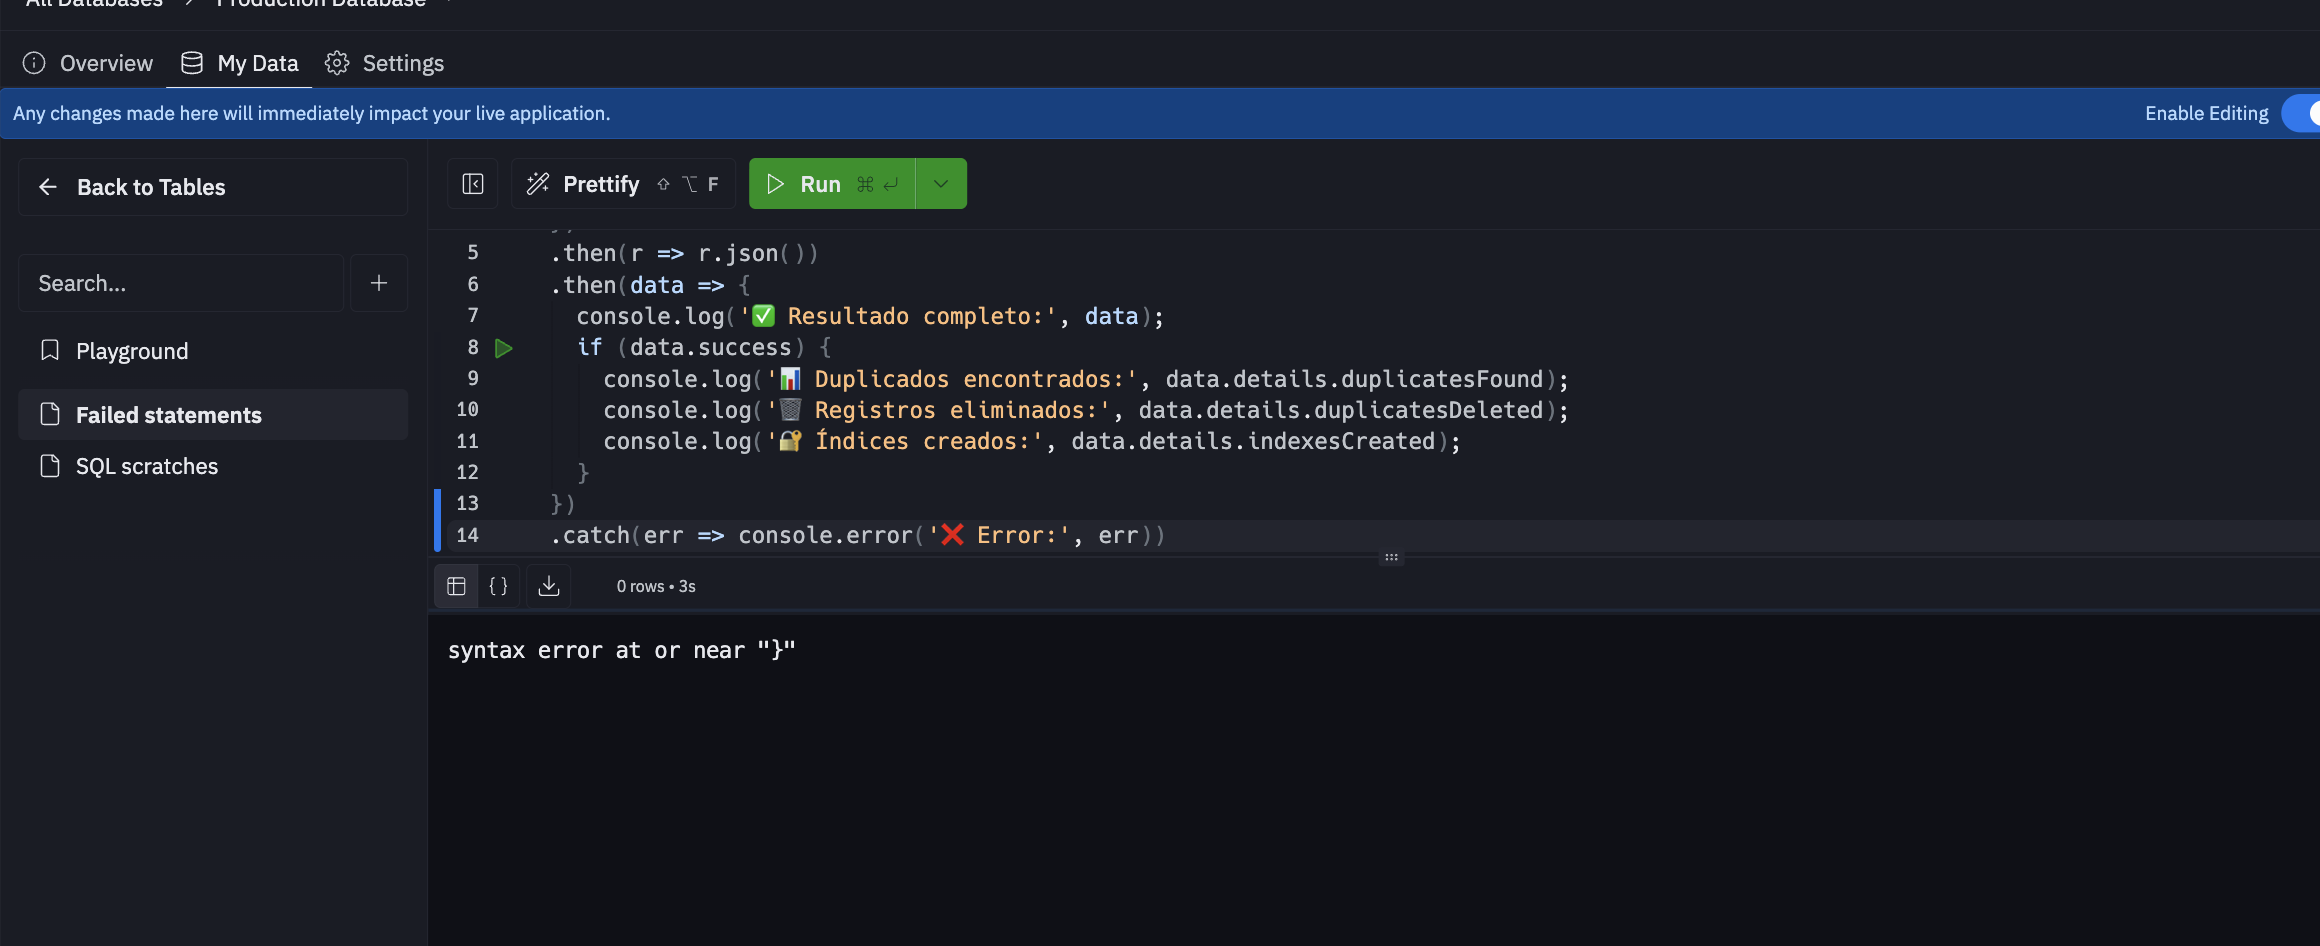 All Databases > Production Database
Overview My Data Settings
Any changes made here will immediately impact your live application.
Enable Editing
Back to Tables
Prettify ⇧ ⌥ F
Run ⌘ ↵
Search...
+
Playground
Failed statements
SQL scratches
5 .then(r => r.json())
6 .then(data => {
7 console.log('✅ Resultado completo:', data);
8 if (data.success) {
9 console.log('📊 Duplicados encontrados:', data.details.duplicatesFound);
10 console.log('🗑️ Registros eliminados:', data.details.duplicatesDeleted);
11 console.log('🔐 Índices creados:', data.details.indexesCreated);
12 }
13 })
14 .catch(err => console.error('❌ Error:', err))
{ } 0 rows • 3s
syntax error at or near "}"